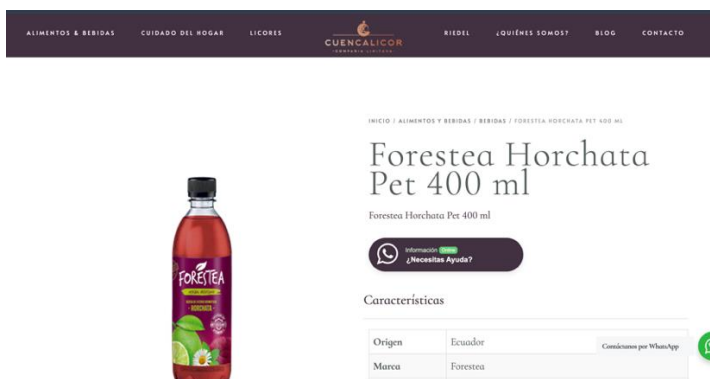 ALIMENTOS & BEBIDAS CUIDADO DEL HOGAR LICORES CUENCALICOR RIEDEL ¿QUIÉNES SOMOS? BLOG CONTACTO
INICIO / ALIMENTOS Y BEBIDAS / BEBIDAS / FORESTEA HORCHATA PET 400 ML
Forestea Horchata
Pet 400 ml
Forestea Horchata Pet 400 ml
Información Online
¿Necesitas Ayuda?
FORESTEA
HORCHATA
Características
Origen Ecuador
Contáctanos por WhatsApp
Marca Forestea